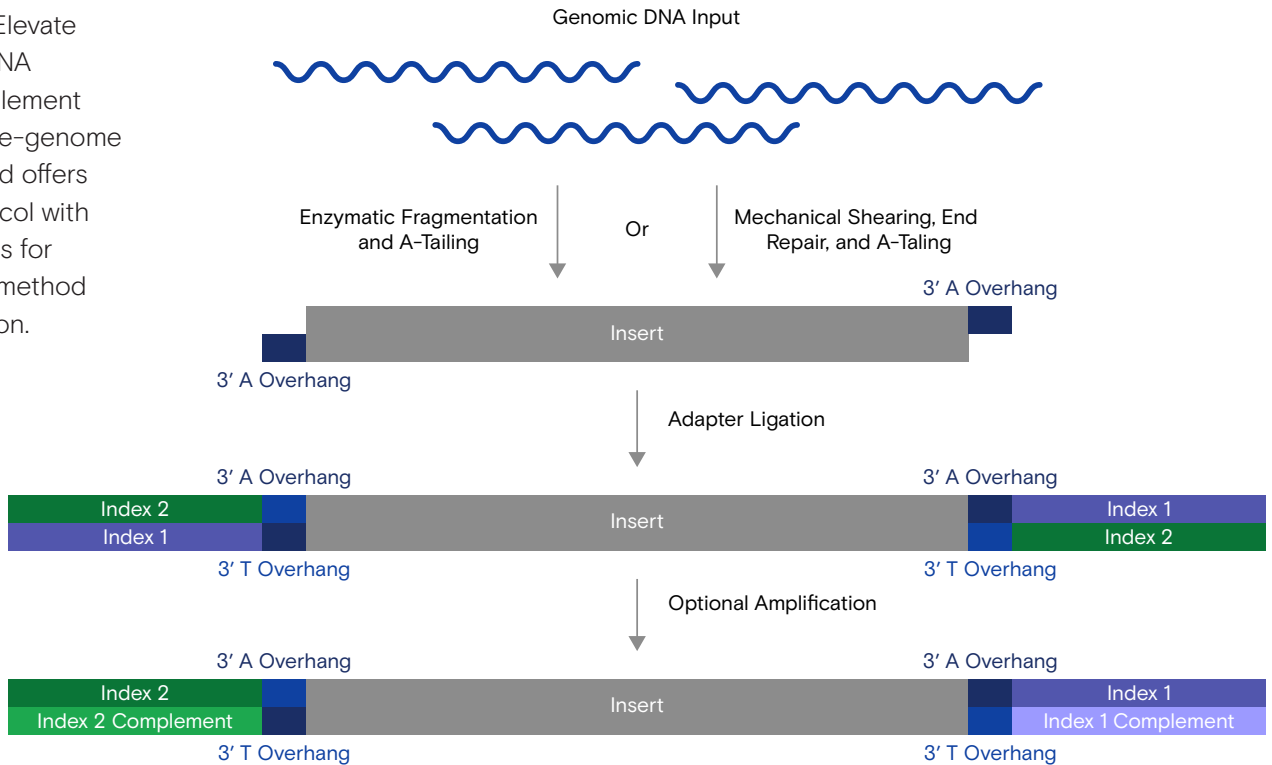 Elevate
NA
lement
e-genome
d offers
col with
s for
method
on.
Genomic DNA Input
Enzymatic Fragmentation
and A-Tailing
Or
Mechanical Shearing, End
Repair, and A-Taling
3′ A Overhang
Insert
3′ A Overhang
Adapter Ligation
3′ A Overhang
3′ A Overhang
Index 2
Insert
Index 1
Index 1
Index 2
3′ T Overhang
3′ T Overhang
Optional Amplification
3′ A Overhang
3′ A Overhang
Index 2
Insert
Index 1
Index 2 Complement
Index 1 Complement
3′ T Overhang
3′ T Overhang